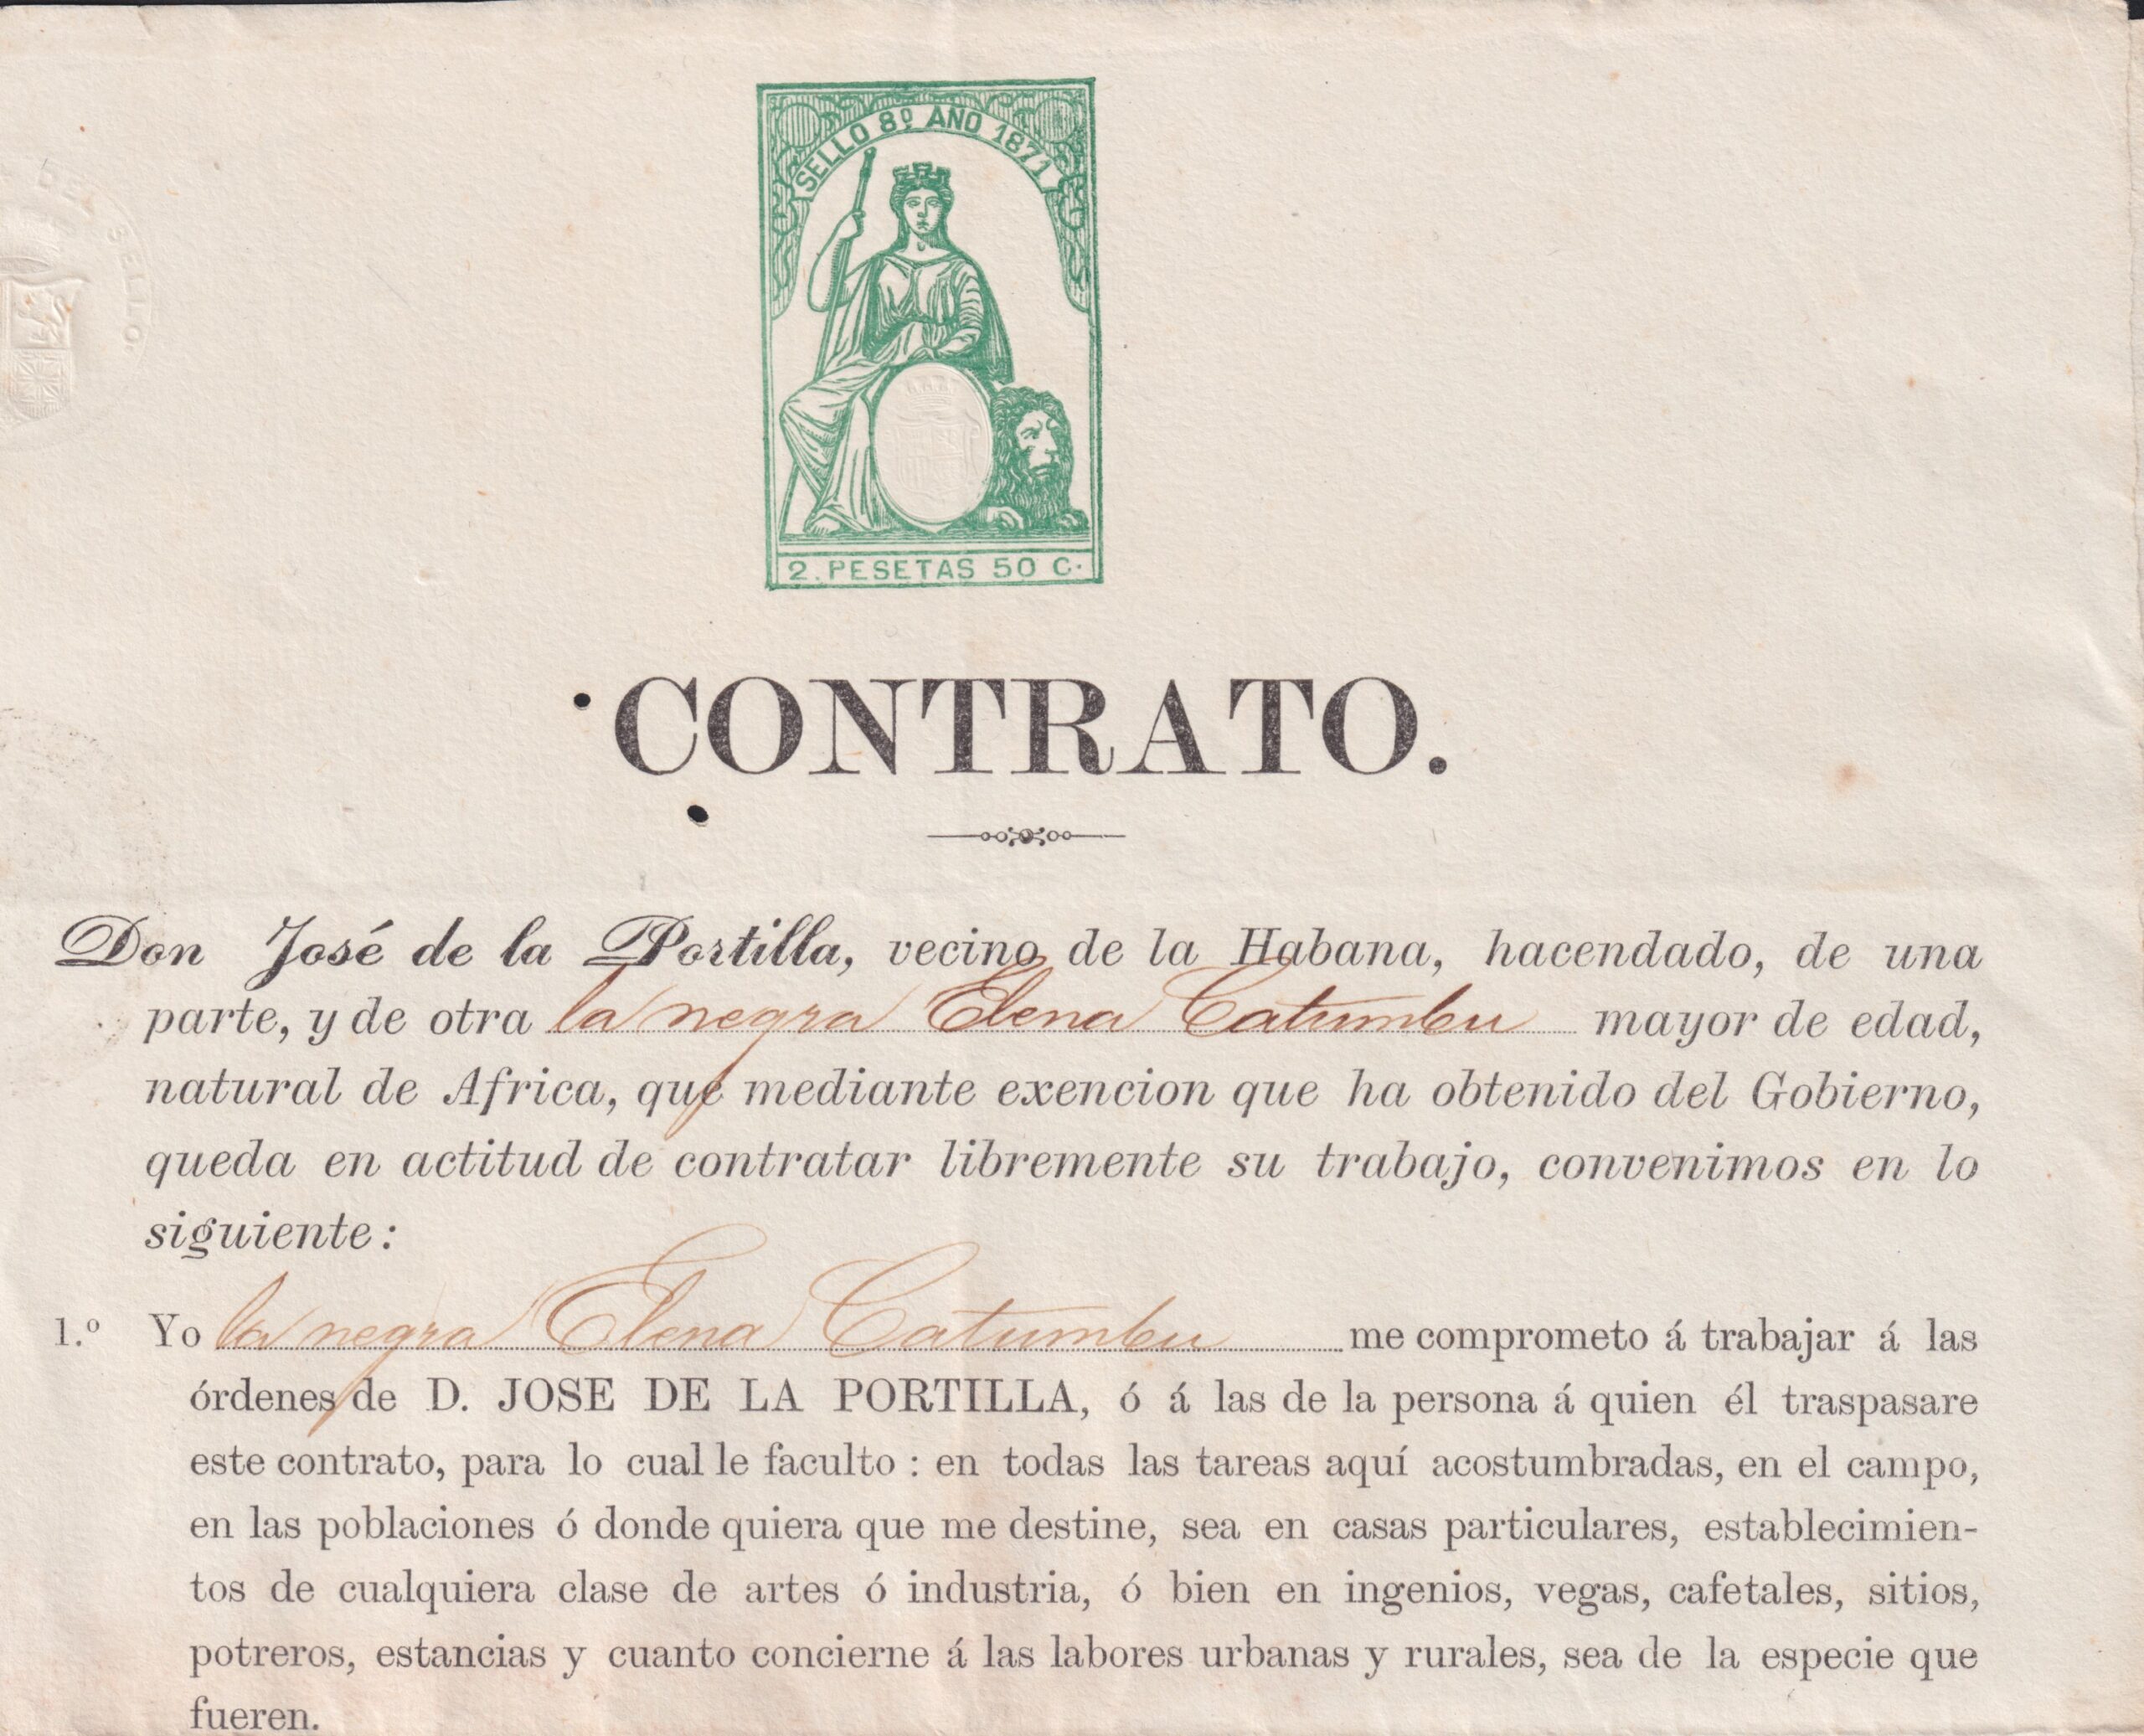 DEL SELLO
SELLO 8º AÑO 1871
2. PESETAS 50 C.
CONTRATO.
Don José de la Portilla, vecino de la Habana, hacendado, de una
parte, y de otra la negra Elena Catumbu mayor de edad,
natural de Africa, que mediante exencion que ha obtenido del Gobierno,
queda en actitud de contratar libremente su trabajo, convenimos en lo
siguiente:
1.º Yo la negra Elena Catumbu me comprometo á trabajar á las
órdenes de D. JOSE DE LA PORTILLA, ó á las de la persona á quien él traspasare
este contrato, para lo cual le faculto : en todas las tareas aquí acostumbradas, en el campo,
en las poblaciones ó donde quiera que me destine, sea en casas particulares, establecimien-
tos de cualquiera clase de artes ó industria, ó bien en ingenios, vegas, cafetales, sitios,
potreros, estancias y cuanto concierne á las labores urbanas y rurales, sea de la especie que
fueren.